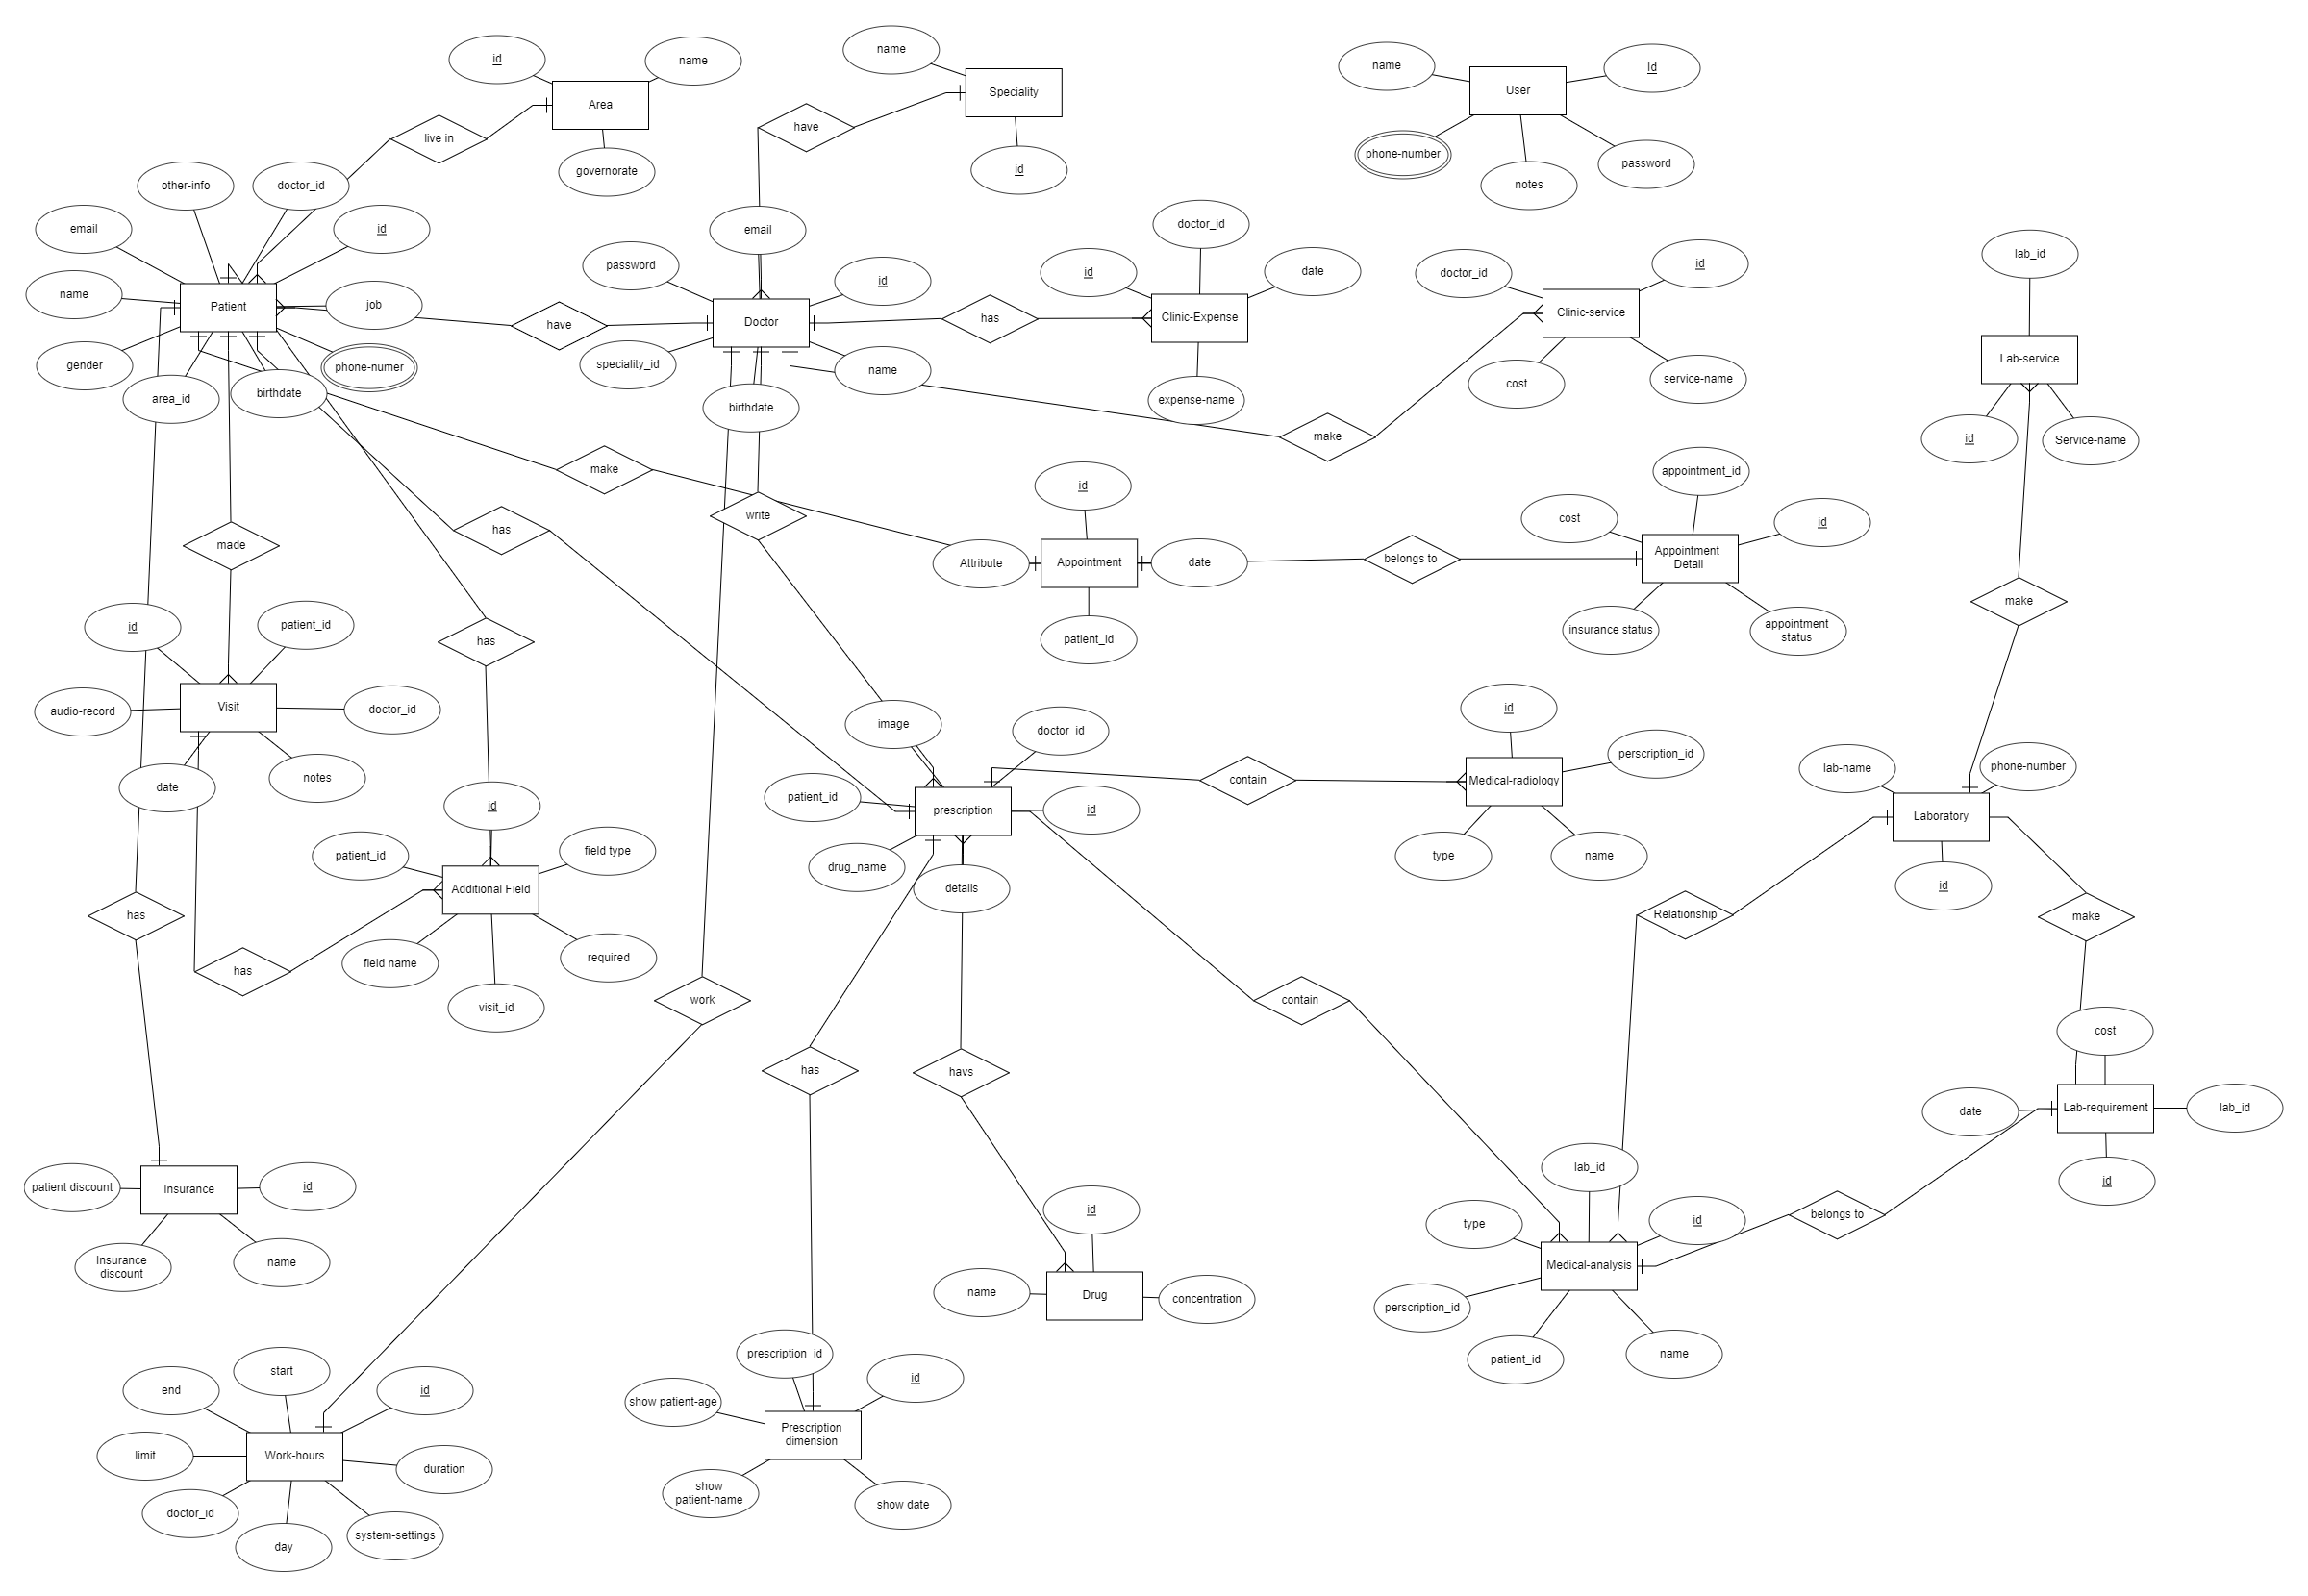 id
name
Area
governorate
live in
name
Speciality
id
have
name
Id
User
phone-number
notes
password
other-info
doctor_id
email
id
name
Patient
job
gender
area_id
birthdate
phone-numer
email
password
id
have
Doctor
speciality_id
name
birthdate
doctor_id
id
date
has
Clinic-Expense
expense-name
doctor_id
id
Clinic-service
cost
service-name
make
lab_id
Lab-service
id
Service-name
make
make
has
write
made
id
Attribute
Appointment
date
patient_id
belongs to
appointment_id
cost
id
Appointment
Detail
insurance status
appointment
status
id
patient_id
audio-record
Visit
doctor_id
date
notes
has
id
patient_id
field type
Additional Field
field name
required
visit_id
has
has
work
image
doctor_id
patient_id
prescription
id
drug_name
details
contain
id
perscription_id
Medical-radiology
type
name
lab-name
phone-number
Laboratory
id
Relationship
make
contain
has
havs
cost
date
Lab-requirement
lab_id
id
belongs to
lab_id
type
id
Medical-analysis
perscription_id
patient_id
name
patient discount
Insurance
id
Insurance
discount
name
id
name
Drug
concentration
prescription_id
id
show patient-age
Prescription
dimension
show
patient-name
show date
start
end
id
limit
Work-hours
duration
doctor_id
day
system-settings